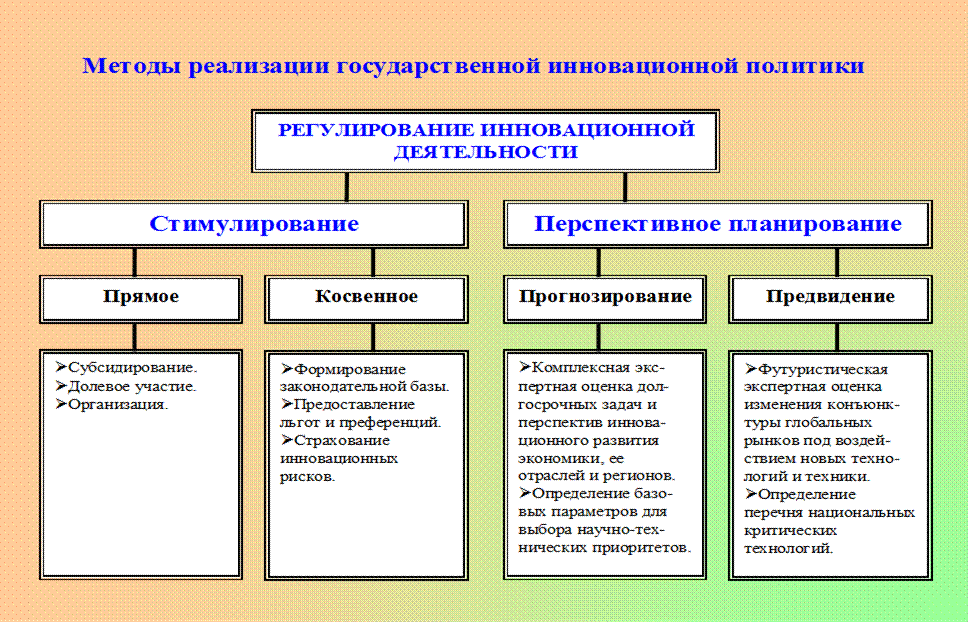 Методы реализации государственной инновационной политики
РЕГУЛИРОВАНИЕ ИННОВАЦИОННОЙ
ДЕЯТЕЛЬНОСТИ
Стимулирование
Перспективное планирование
Прямое
Косвенное
Прогнозирование
Предвидение
➢Субсидирование.
➢Долевое участие.
➢Организация.
➢Формирование
законодательной базы.
➢Предоставление
льгот и преференций.
➢Страхование
инновационных
рисков.
➢Комплексная экс-
пертная оценка дол-
госрочных задач и
перспектив иннова-
ционного развития
экономики, ее
отраслей и регионов.
➢Определение базо-
вых параметров для
выбора научно-тех-
нических приоритетов.
➢Футуристическая
экспертная оценка
изменения конъюнк-
туры глобальных
рынков под воздей-
ствием новых техно-
логий и техники.
➢Определение
перечня национальных
критических
технологий.